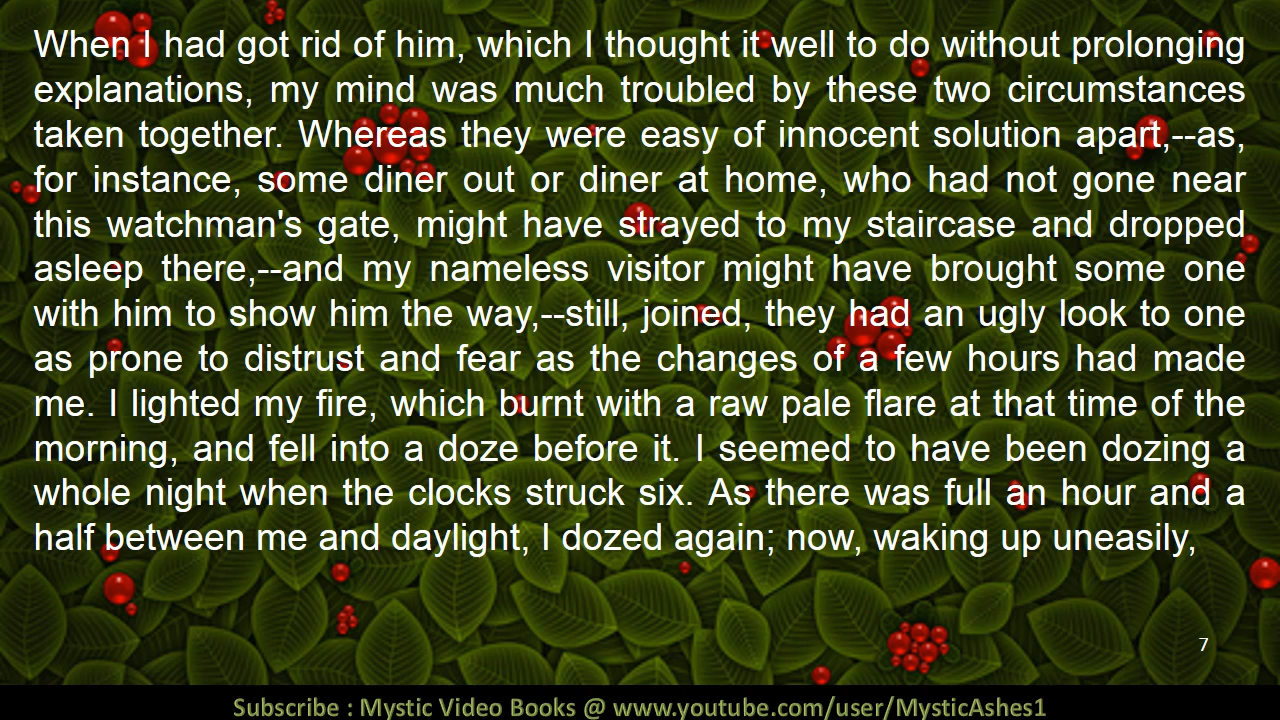 When I had got rid of him, which I thought it well to do without prolonging
explanations, my mind was much troubled by these two circumstances
taken together. Whereas they were easy of innocent solution apart,--as,
for instance, some diner out or diner at home, who had not gone near
this watchman's gate, might have strayed to my staircase and dropped
asleep there,--and my nameless visitor might have brought some one
with him to show him the way,--still, joined, they had an ugly look to one
as prone to distrust and fear as the changes of a few hours had made
me. I lighted my fire, which burnt with a raw pale flare at that time of the
morning, and fell into a doze before it. I seemed to have been dozing a
whole night when the clocks struck six. As there was full an hour and a
half between me and daylight, I dozed again; now, waking up uneasily,
7
Subscribe : Mystic Video Books @ www.youtube.com/user/MysticAshes1